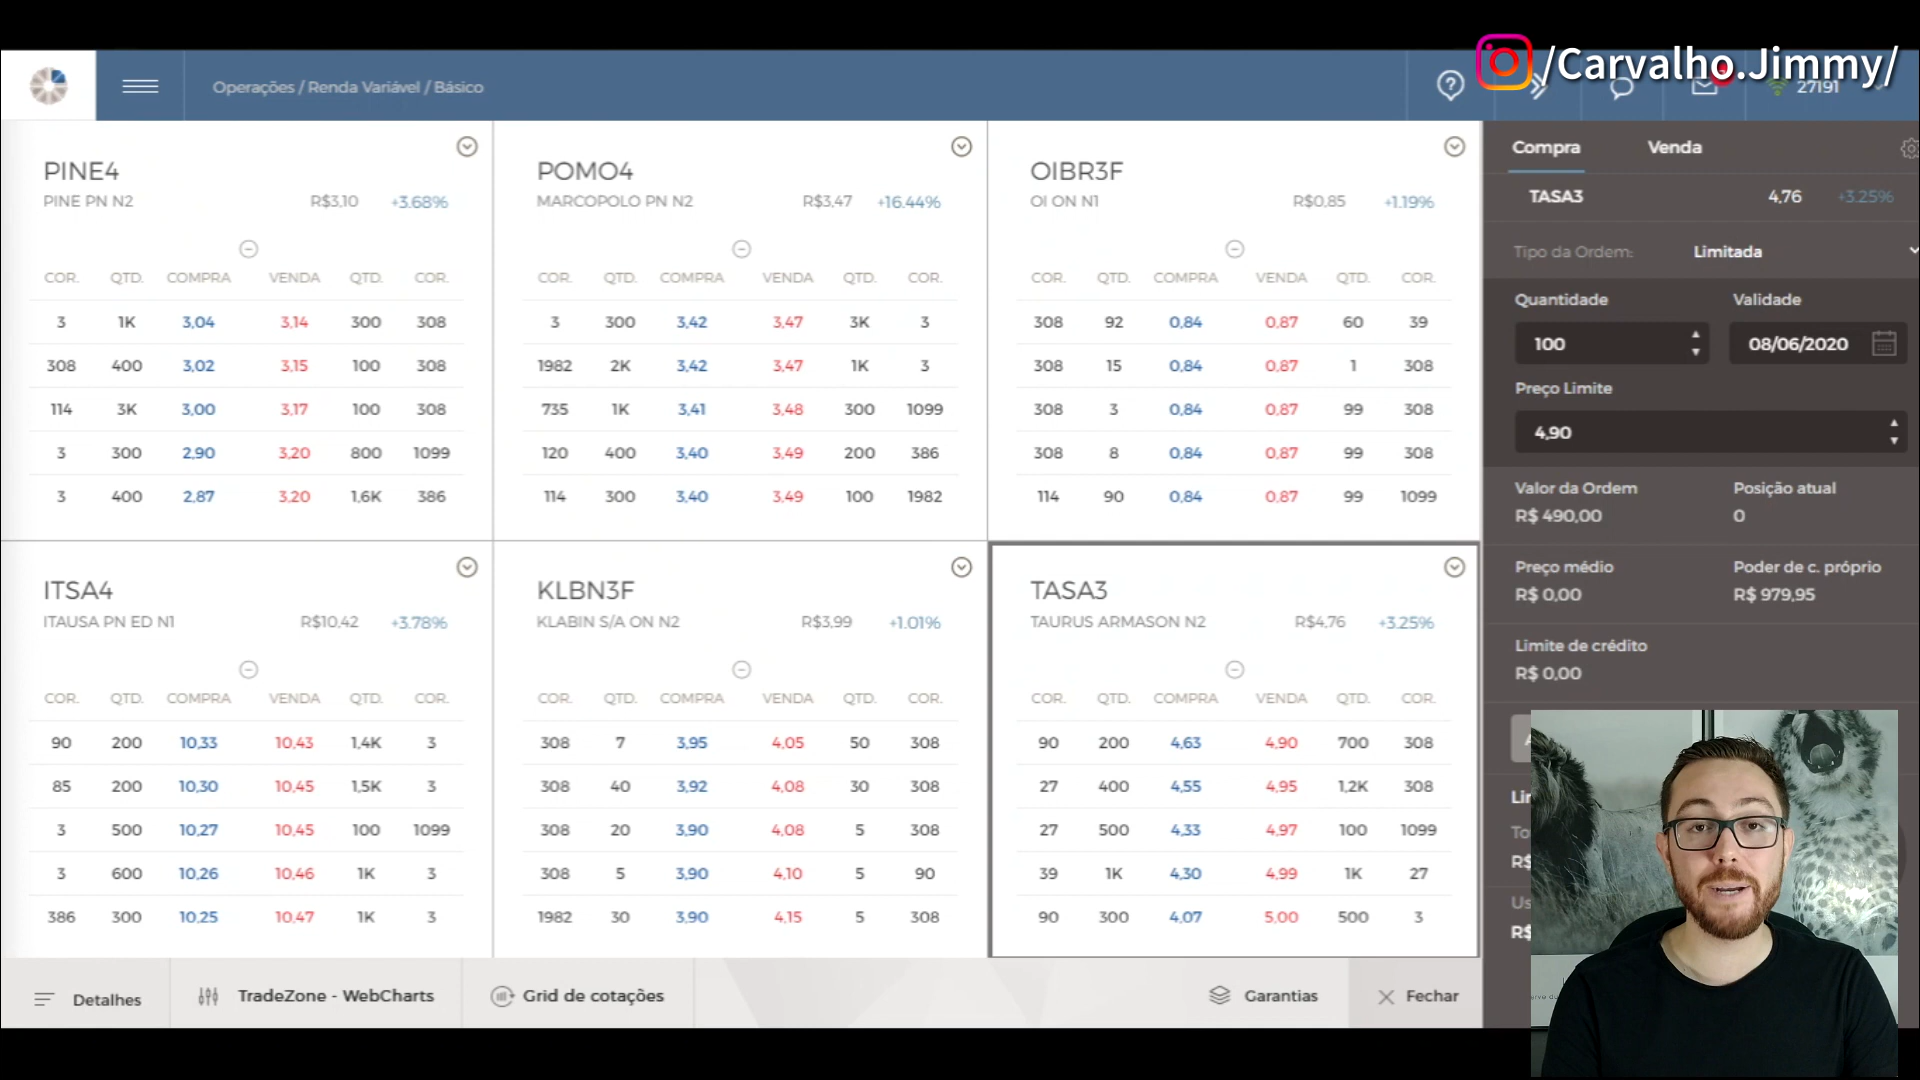 /Carvalho.Jimmy/
Operações / Renda Variável / Básico
27191
PINE4
PINE PN N2 R$3,10 +3.68%
COR. QTD. COMPRA VENDA QTD. COR.
3 1K 3,04 3,14 300 308
308 400 3,02 3,15 100 308
114 3K 3,00 3,17 100 308
3 300 2,90 3,20 800 1099
3 400 2,87 3,20 1,6K 386
POMO4
MARCOPOLO PN N2 R$3,47 +16.44%
COR. QTD. COMPRA VENDA QTD. COR.
3 300 3,42 3,47 3K 3
1982 2K 3,42 3,47 1K 3
735 1K 3,41 3,48 300 1099
120 400 3,40 3,49 200 386
114 300 3,40 3,49 100 1982
OIBR3F
OI ON N1 R$0,85 +1.19%
COR. QTD. COMPRA VENDA QTD. COR.
308 92 0,84 0,87 60 39
308 15 0,84 0,87 1 308
308 3 0,84 0,87 99 308
308 8 0,84 0,87 99 308
114 90 0,84 0,87 99 1099
ITSA4
ITAUSA PN ED N1 R$10,42 +3.78%
COR. QTD. COMPRA VENDA QTD. COR.
90 200 10,33 10,43 1,4K 3
85 200 10,30 10,45 1,5K 3
3 500 10,27 10,45 100 1099
3 600 10,26 10,46 1K 3
386 300 10,25 10,47 1K 3
KLBN3F
KLABIN S/A ON N2 R$3,99 +1.01%
COR. QTD. COMPRA VENDA QTD. COR.
308 7 3,95 4,05 50 308
308 40 3,92 4,08 30 308
308 20 3,90 4,08 5 308
308 5 3,90 4,10 5 90
1982 30 3,90 4,15 5 308
TASA3
TAURUS ARMASON N2 R$4,76 +3.25%
COR. QTD. COMPRA VENDA QTD. COR.
90 200 4,63 4,90 700 308
27 400 4,55 4,95 1,2K 308
27 500 4,33 4,97 100 1099
39 1K 4,30 4,99 1K 27
90 300 4,07 5,00 500 3
Compra Venda
TASA3 4,76 +3.25%
Tipo da Ordem: Limitada
Quantidade Validade
100 08/06/2020
Preço Limite
4,90
Valor da Ordem Posição atual
R$ 490,00 0
Preço médio Poder de c. próprio
R$ 0,00 R$ 979,95
Limite de crédito
R$ 0,00
Detalhes TradeZone - WebCharts Grid de cotações Garantias Fechar